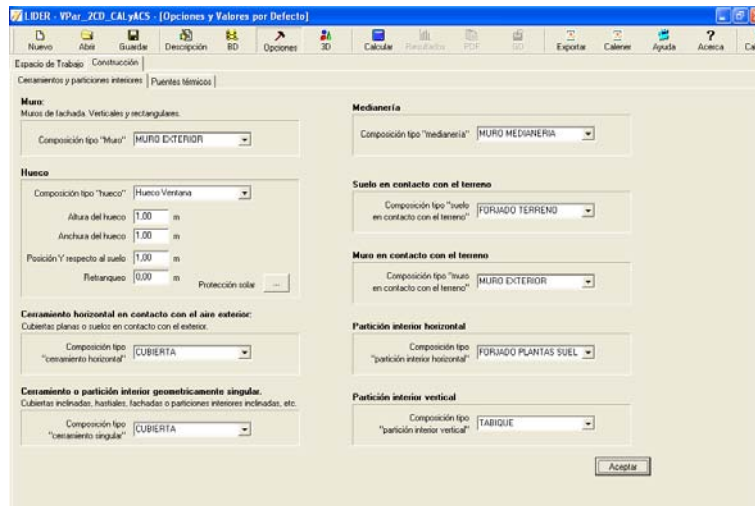 LIDER - VPar_2CD_CALyACS - [Opciones y Valores por Defecto]
Nuevo Abrir Guardar Descripción BD Opciones 3D Calcular Resultados PDF GD Exportar Calener Ayuda Acerca
Espacio de Trabajo Construcción
Cerramientos y particiones interiores Puentes térmicos
Muro:
Muros de fachada. Verticales y rectangulares.
Composición tipo "Muro" MURO EXTERIOR
Hueco
Composición tipo "hueco" Hueco Ventana
Altura del hueco 1,00 m
Anchura del hueco 1,00 m
Posición Y respecto al suelo 1,00 m
Retranqueo 0,00 m
Protección solar ...
Cerramiento horizontal en contacto con el aire exterior:
Cubiertas planas o suelos en contacto con el exterior.
Composición tipo
"cerramiento horizontal" CUBIERTA
Cerramiento o partición interior geometricamente singular.
Cubiertas inclinadas, hastiales, fachadas o particiones interiores inclinadas, etc.
Composición tipo
"cerramiento singular" CUBIERTA
Medianería
Composición tipo "medianería" MURO MEDIANERIA
Suelo en contacto con el terreno
Composición tipo "suelo
en contacto con el terreno" FORJADO TERRENO
Muro en contacto con el terreno
Composición tipo "muro
en contacto con el terreno" MURO EXTERIOR
Partición interior horizontal
Composición tipo
"partición interior horizontal" FORJADO PLANTAS SUEL
Partición interior vertical
Composición tipo
"partición interior vertical" TABIQUE
Aceptar